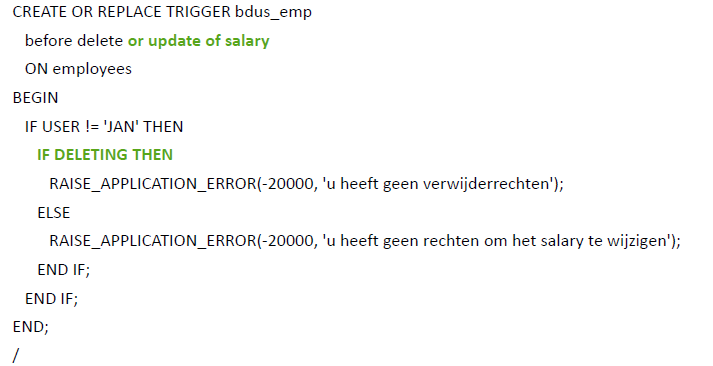 CREATE OR REPLACE TRIGGER bdus_emp
before delete or update of salary
ON employees
BEGIN
IF USER != 'JAN' THEN
IF DELETING THEN
RAISE_APPLICATION_ERROR(-20000, 'u heeft geen verwijderrechten');
ELSE
RAISE_APPLICATION_ERROR(-20000, 'u heeft geen rechten om het salary te wijzigen');
END IF;
END IF;
END;
/